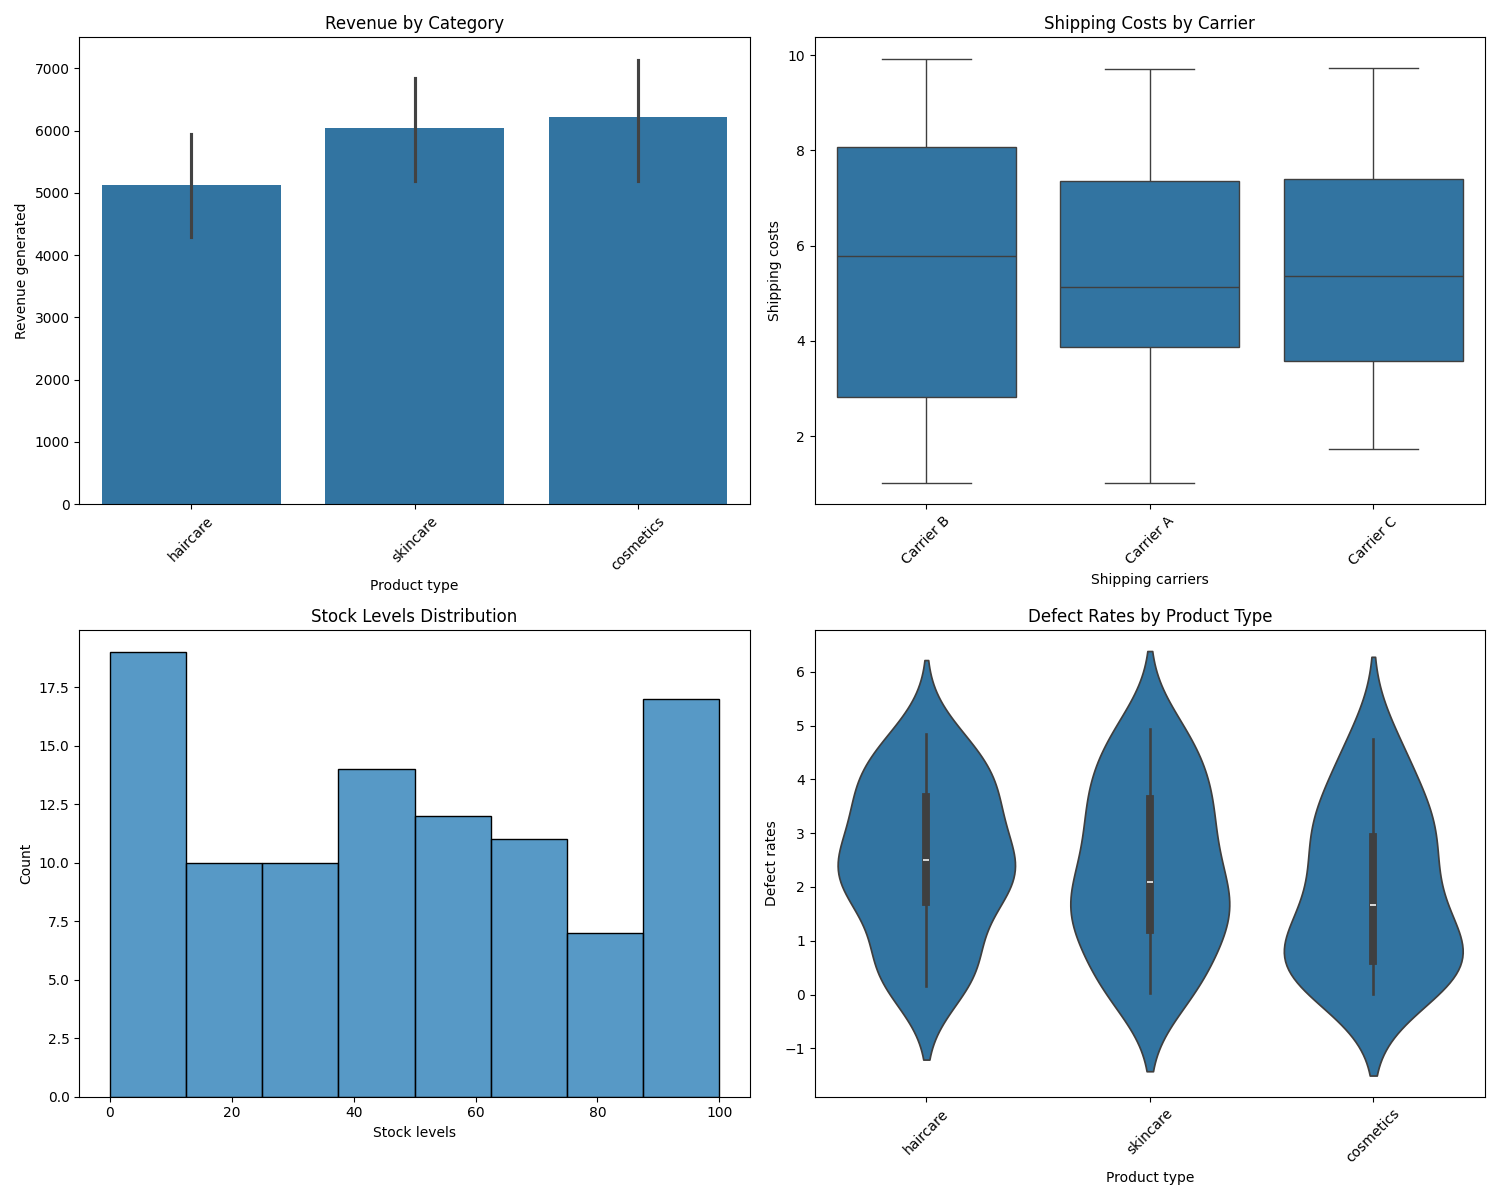 Revenue by Category
7000
6000
5000
4000
3000
2000
1000
0
Revenue generated
haircare
skincare
cosmetics
Product type
Shipping Costs by Carrier
10
8
6
4
2
Shipping costs
Carrier B
Carrier A
Carrier C
Shipping carriers
Stock Levels Distribution
17.5
15.0
12.5
10.0
7.5
5.0
2.5
0.0
Count
0
20
40
60
80
100
Stock levels
Defect Rates by Product Type
6
5
4
3
2
1
0
−1
Defect rates
haircare
skincare
cosmetics
Product type